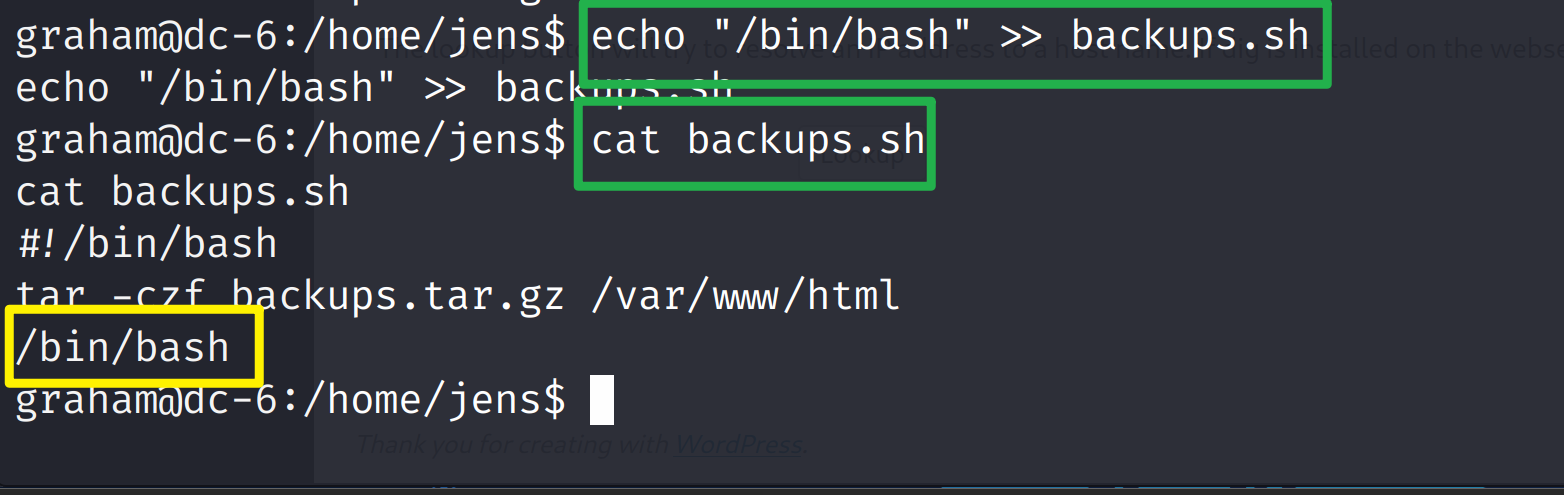 graham@dc-6:/home/jens$ echo "/bin/bash" >> backups.sh
echo "/bin/bash" >> backups.sh
graham@dc-6:/home/jens$ cat backups.sh
Lookup
cat backups.sh
#!/bin/bash
tar -czf backups.tar.gz /var/www/html
/bin/bash
graham@dc-6:/home/jens$
Thank you for creating with WordPress.